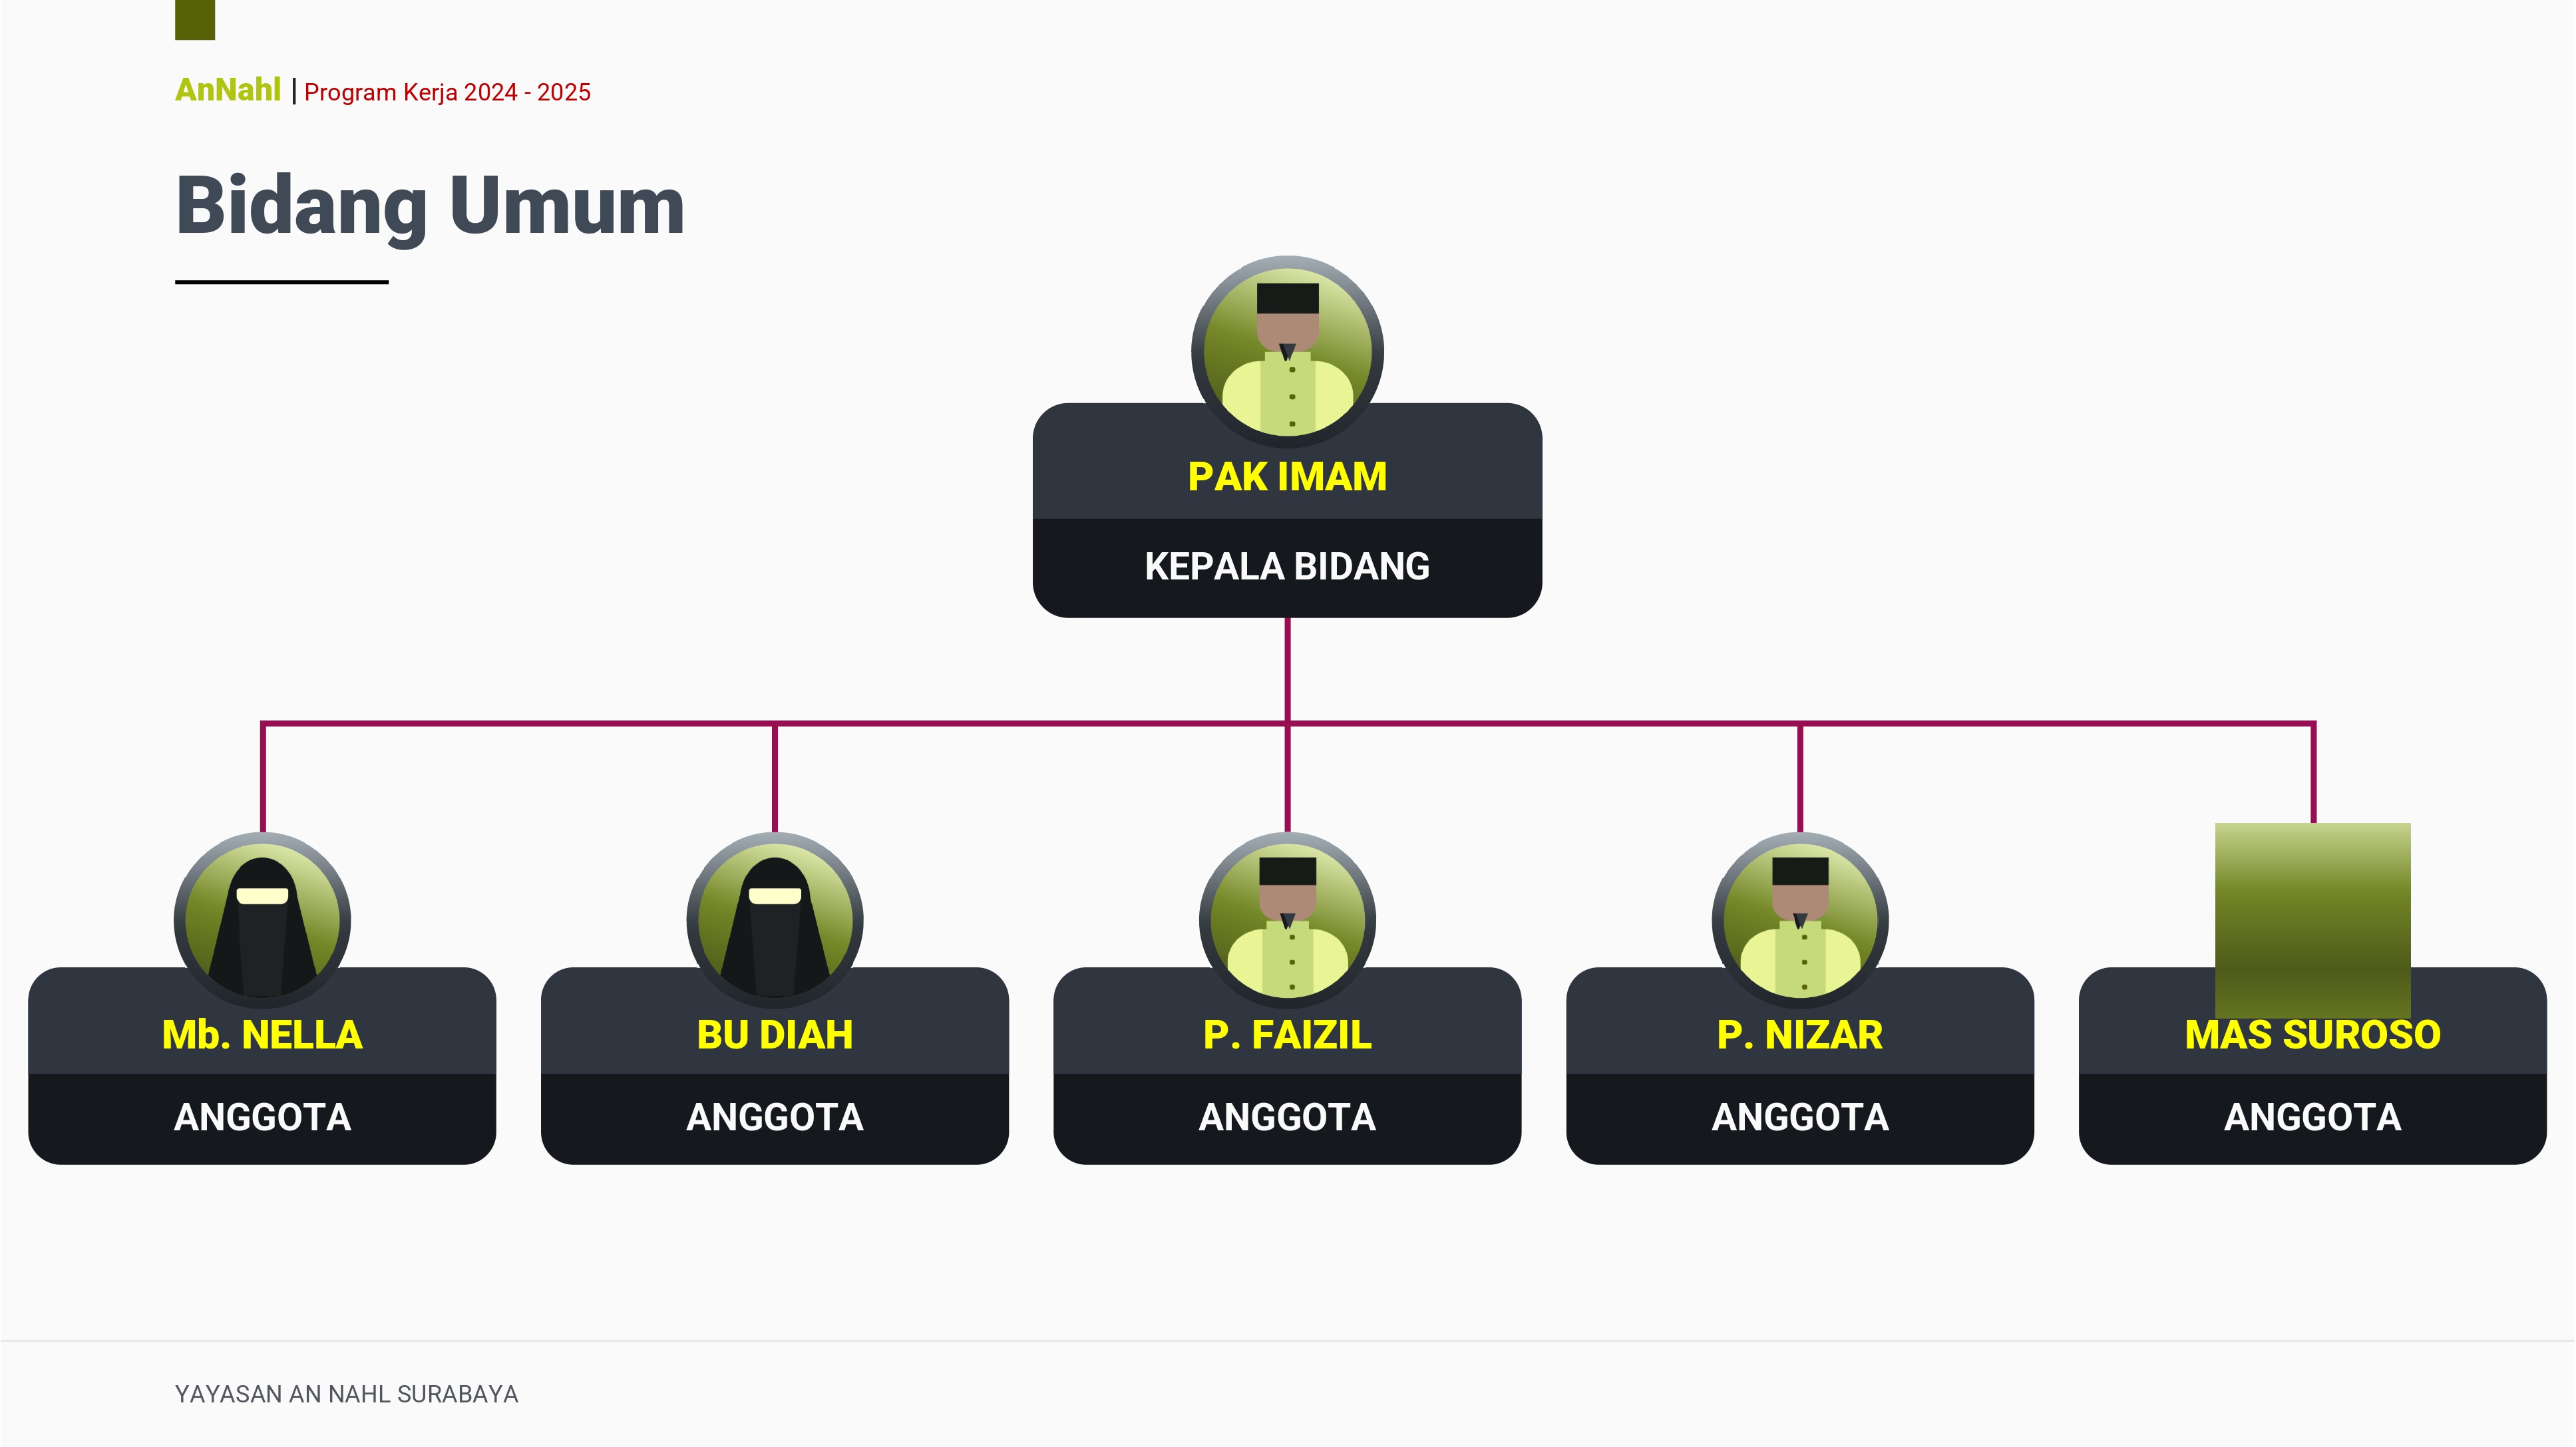 AnNahl | Program Kerja 2024 - 2025
Bidang Umum
PAK IMAM
KEPALA BIDANG
Mb. NELLA
ANGGOTA
BU DIAH
ANGGOTA
P. FAIZIL
ANGGOTA
P. NIZAR
ANGGOTA
MAS SUROSO
ANGGOTA
YAYASAN AN NAHL SURABAYA